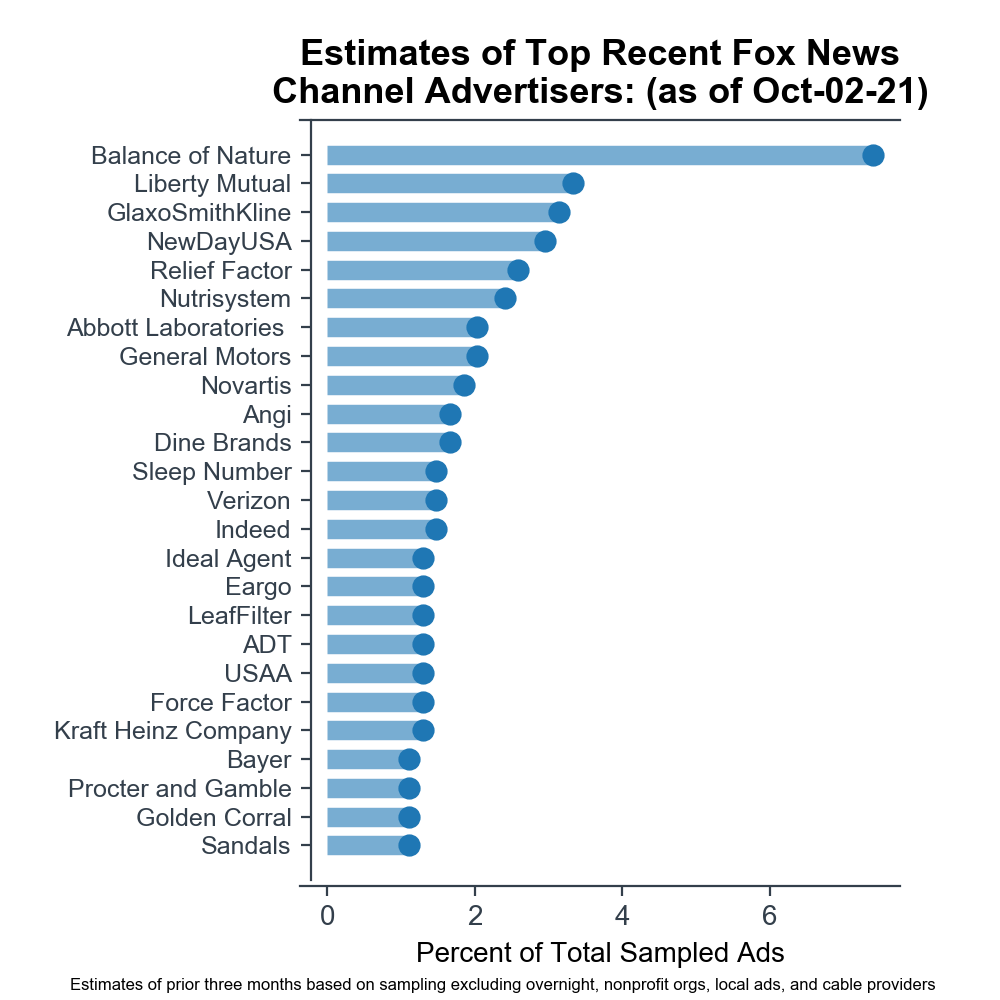 Estimates of Top Recent Fox News
Channel Advertisers: (as of Oct-02-21)
Balance of Nature
Liberty Mutual
GlaxoSmithKline
NewDayUSA
Relief Factor
Nutrisystem
Abbott Laboratories
General Motors
Novartis
Angi
Dine Brands
Sleep Number
Verizon
Indeed
Ideal Agent
Eargo
LeafFilter
ADT
USAA
Force Factor
Kraft Heinz Company
Bayer
Procter and Gamble
Golden Corral
Sandals
0 2 4 6
Percent of Total Sampled Ads
Estimates of prior three months based on sampling excluding overnight, nonprofit orgs, local ads, and cable providers